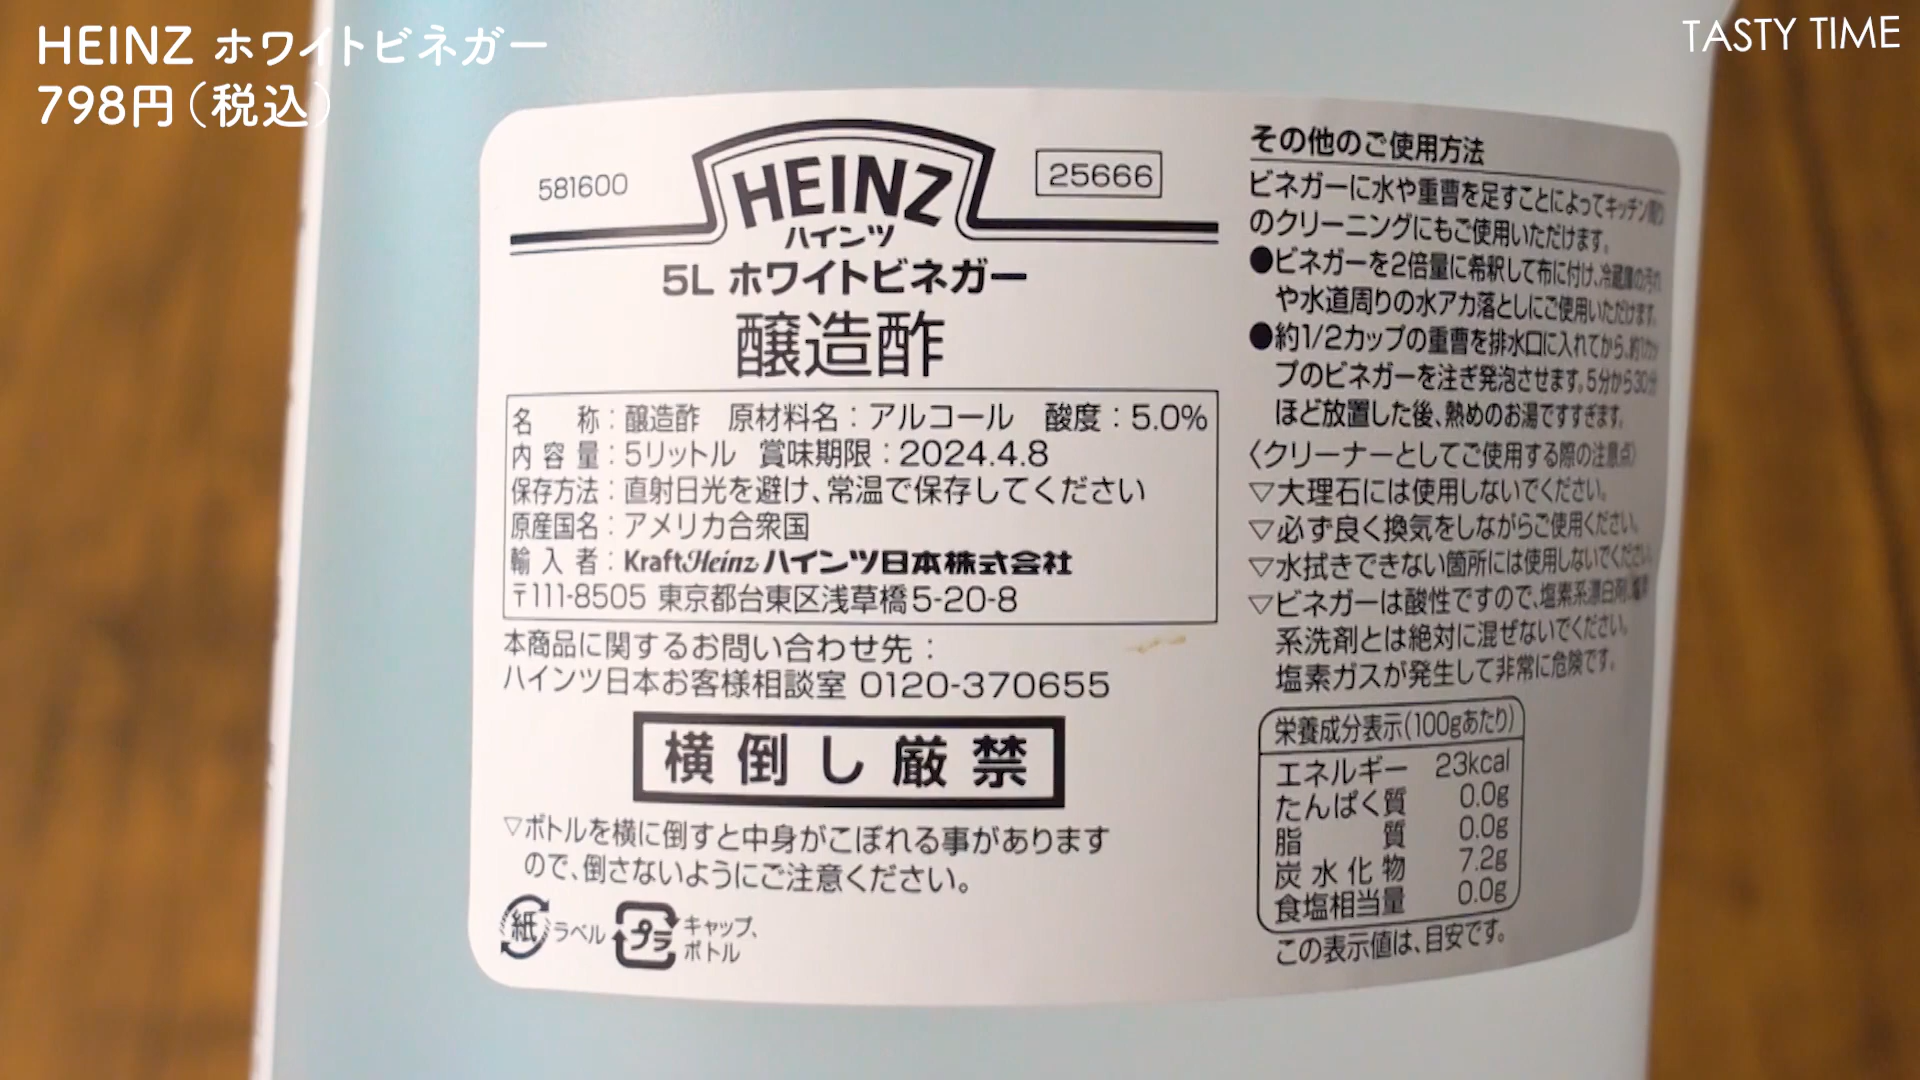 HEINZ ホワイトビネガー
798円(税込)
TASTY TIME
581600
HEINZ
ハインツ
25666
5L ホワイトビネガー
醸造酢
名 称:醸造酢 原材料名:アルコール 酸度:5.0%
内容量:5リットル 賞味期限:2024.4.8
保存方法:直射日光を避け、常温で保存してください
原産国名:アメリカ合衆国
輸入者:KraftHeinz ハインツ日本株式会社
〒111-8505 東京都台東区浅草橋5-20-8
本商品に関するお問い合わせ先:
ハインツ日本お客様相談室 0120-370655
横倒し厳禁
▽ボトルを横に倒すと中身がこぼれる事があります
ので、倒さないようにご注意ください。
紙 ラベル プラ キャップ、
ボトル
その他のご使用方法
ビネガーに水や重曹を足すことによってキッチン周り
のクリーニングにもご使用いただけます。
●ビネガーを2倍量に希釈して布に付け、冷蔵庫の汚れ
や水道周りの水アカ落としにご使用いただけます。
●約1/2カップの重曹を排水口に入れてから、約1カッ
プのビネガーを注ぎ発泡させます。5分から30分
ほど放置した後、熱めのお湯ですすぎます。
〈クリーナーとしてご使用する際の注意点〉
▽大理石には使用しないでください。
▽必ず良く換気をしながらご使用ください。
▽水拭きできない箇所には使用しないでください。
▽ビネガーは酸性ですので、塩素系漂白剤、
系洗剤とは絶対に混ぜないでください。
塩素ガスが発生して非常に危険です。
栄養成分表示(100gあたり)
エネルギー 23kcal
たんぱく質 0.0g
脂 質 0.0g
炭水化物 7.2g
食塩相当量 0.0g
この表示値は、目安です。